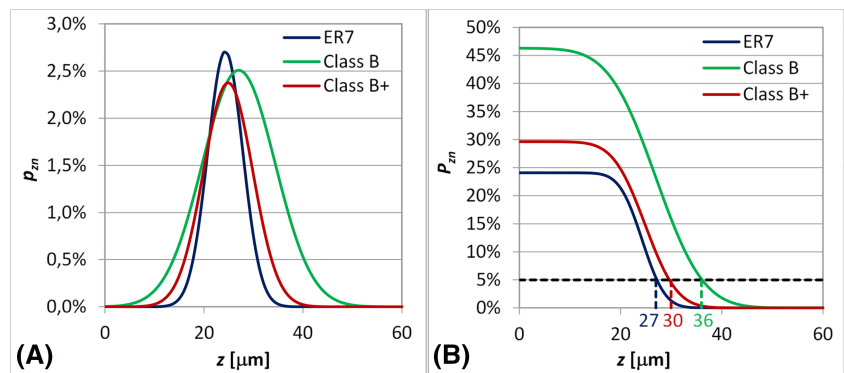 3,0%
2,5%
2,0%
1,5%
1,0%
0,5%
0,0%
p_zn
0 20 40 60
z [μm]
ER7
Class B
Class B+
(A)
50%
45%
40%
35%
30%
25%
20%
15%
10%
5%
0%
P_zn
0 20 40 60
27 30 36
z [μm]
ER7
Class B
Class B+
(B)